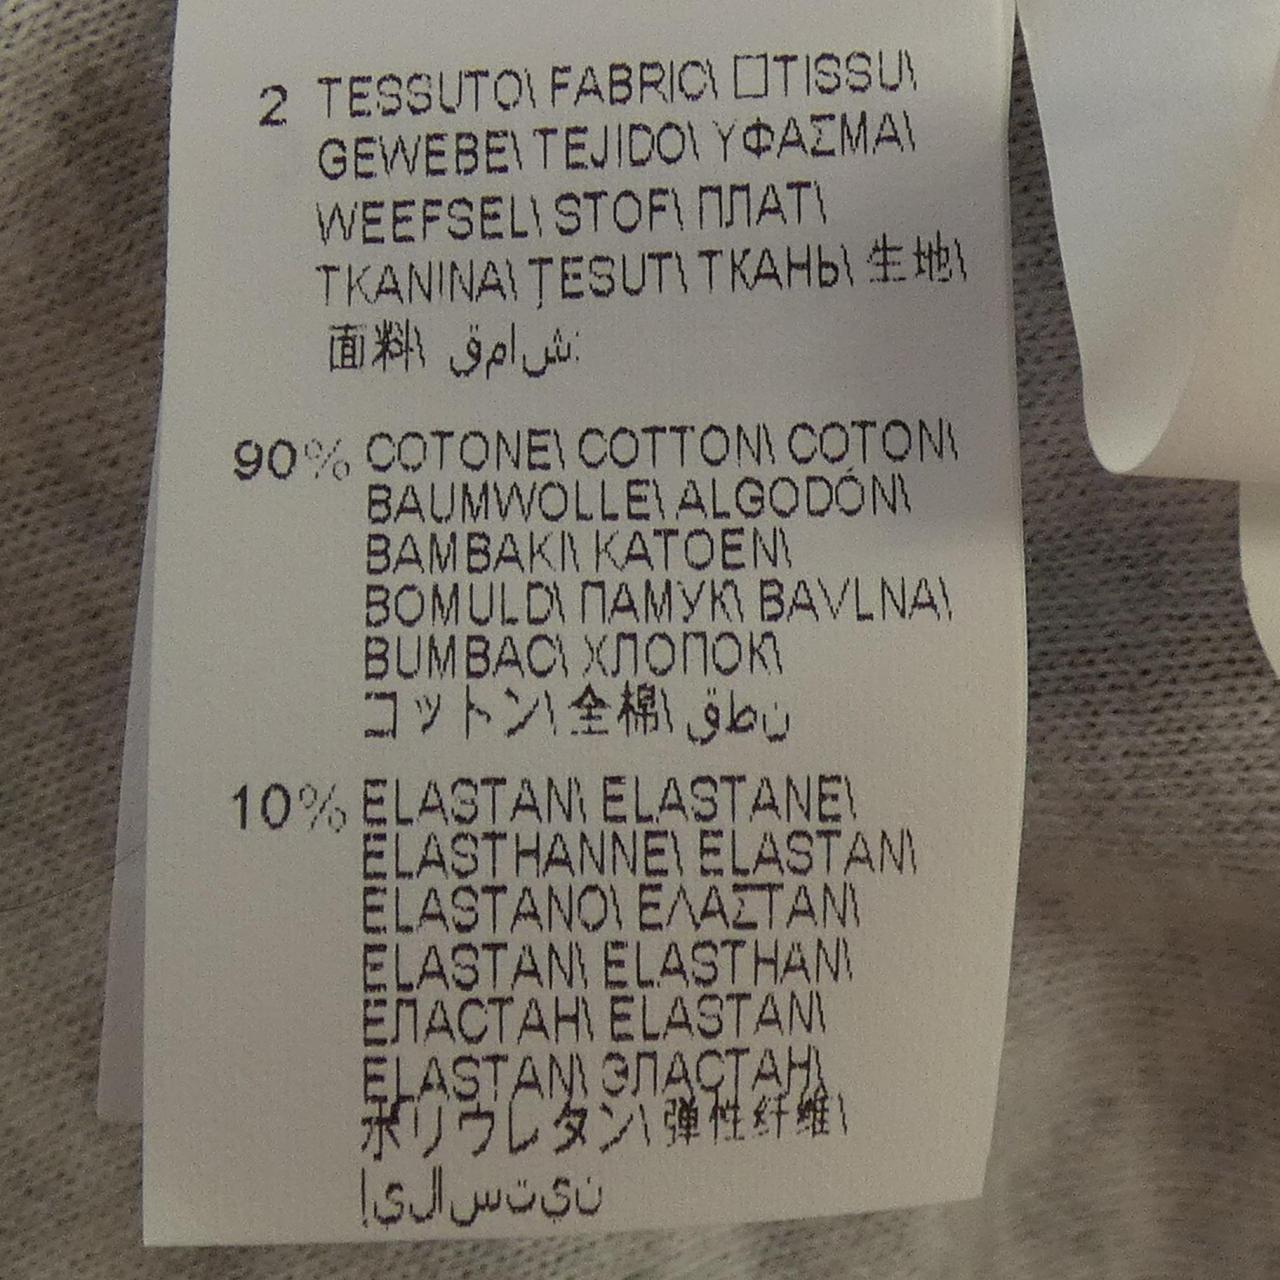 2 TESSUTO\ FABRIC\ □TISSU\
GEWEBE\ TEJIDO\ ΥΦΑΣΜΑ\
WEEFSEL\ STOF\ ПЛАТ\
TKANINA\ ŢESUT\ ТКАНЬ\ 生地\
面料\ ﻗﻤﺎﺵ:
90% COTONE\ COTTON\ COTON\
BAUMWOLLE\ ALGODÓN\
BAMBAKI\ KATOEN\
BOMULD\ ПАМУК\ BAVLNA\
BUMBAC\ ХЛОПОК\
コットン\ 全棉\ قطن
10% ELASTAN\ ELASTANE\
ELASTHANNE\ ELASTAN\
ELASTANO\ ΕΛΑΣΤΑΝ\
ELASTAN\ ELASTHAN\
ЕЛАСТАН\ ELASTAN\
ELASTAN\ ЭЛАСТАН\
ポリウレタン\ 弹性纤维\
إيلاستين